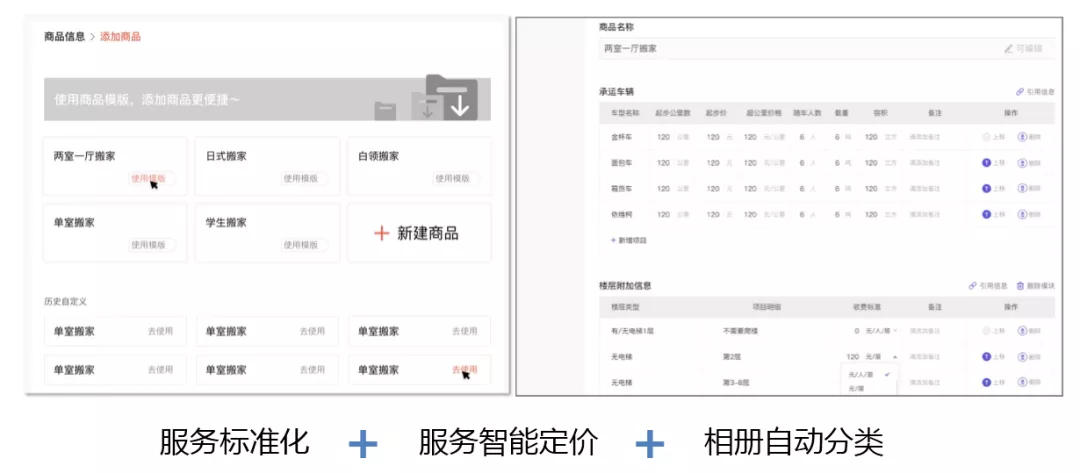 商品信息 > 添加商品
使用商品模版，添加商品更便捷～
两室一厅搬家 日式搬家 白领搬家
使用模版 使用模版 使用模版
单室搬家 学生搬家 + 新建商品
使用模版 使用模版
历史自定义
单室搬家 去使用 单室搬家 去使用 单室搬家 去使用
单室搬家 去使用 单室搬家 去使用 单室搬家 去使用
商品名称
两室一厅搬家 可编辑
承运车辆 引用信息
车型名称 起步公里数 起步价 超公里价格 随车人数 载重 容积 备注 操作
金杯车 120 公里 120 元 120 元/公里 6 人 6 吨 120 立方 请添加备注 上移 删除
面包车 120 公里 120 元 120 元/公里 6 人 6 吨 120 立方 请添加备注 上移 删除
箱货车 120 公里 120 元 120 元/公里 6 人 6 吨 120 立方 请添加备注 上移 删除
依维柯 120 公里 120 元 120 元/公里 6 人 6 吨 120 立方 请添加备注 上移 删除
+ 新增项目
楼层附加信息 引用信息 删除模块
楼层类型 项目明细 收费标准 备注 操作
有/无电梯1层 不需要爬楼 0 元/人/层 请添加备注 上移 删除
无电梯 第2层 120 元/层 请添加备注 上移 删除
元/人/层
无电梯 第3-8层 请添加备注 上移 删除
元/层
服务标准化 + 服务智能定价 + 相册自动分类